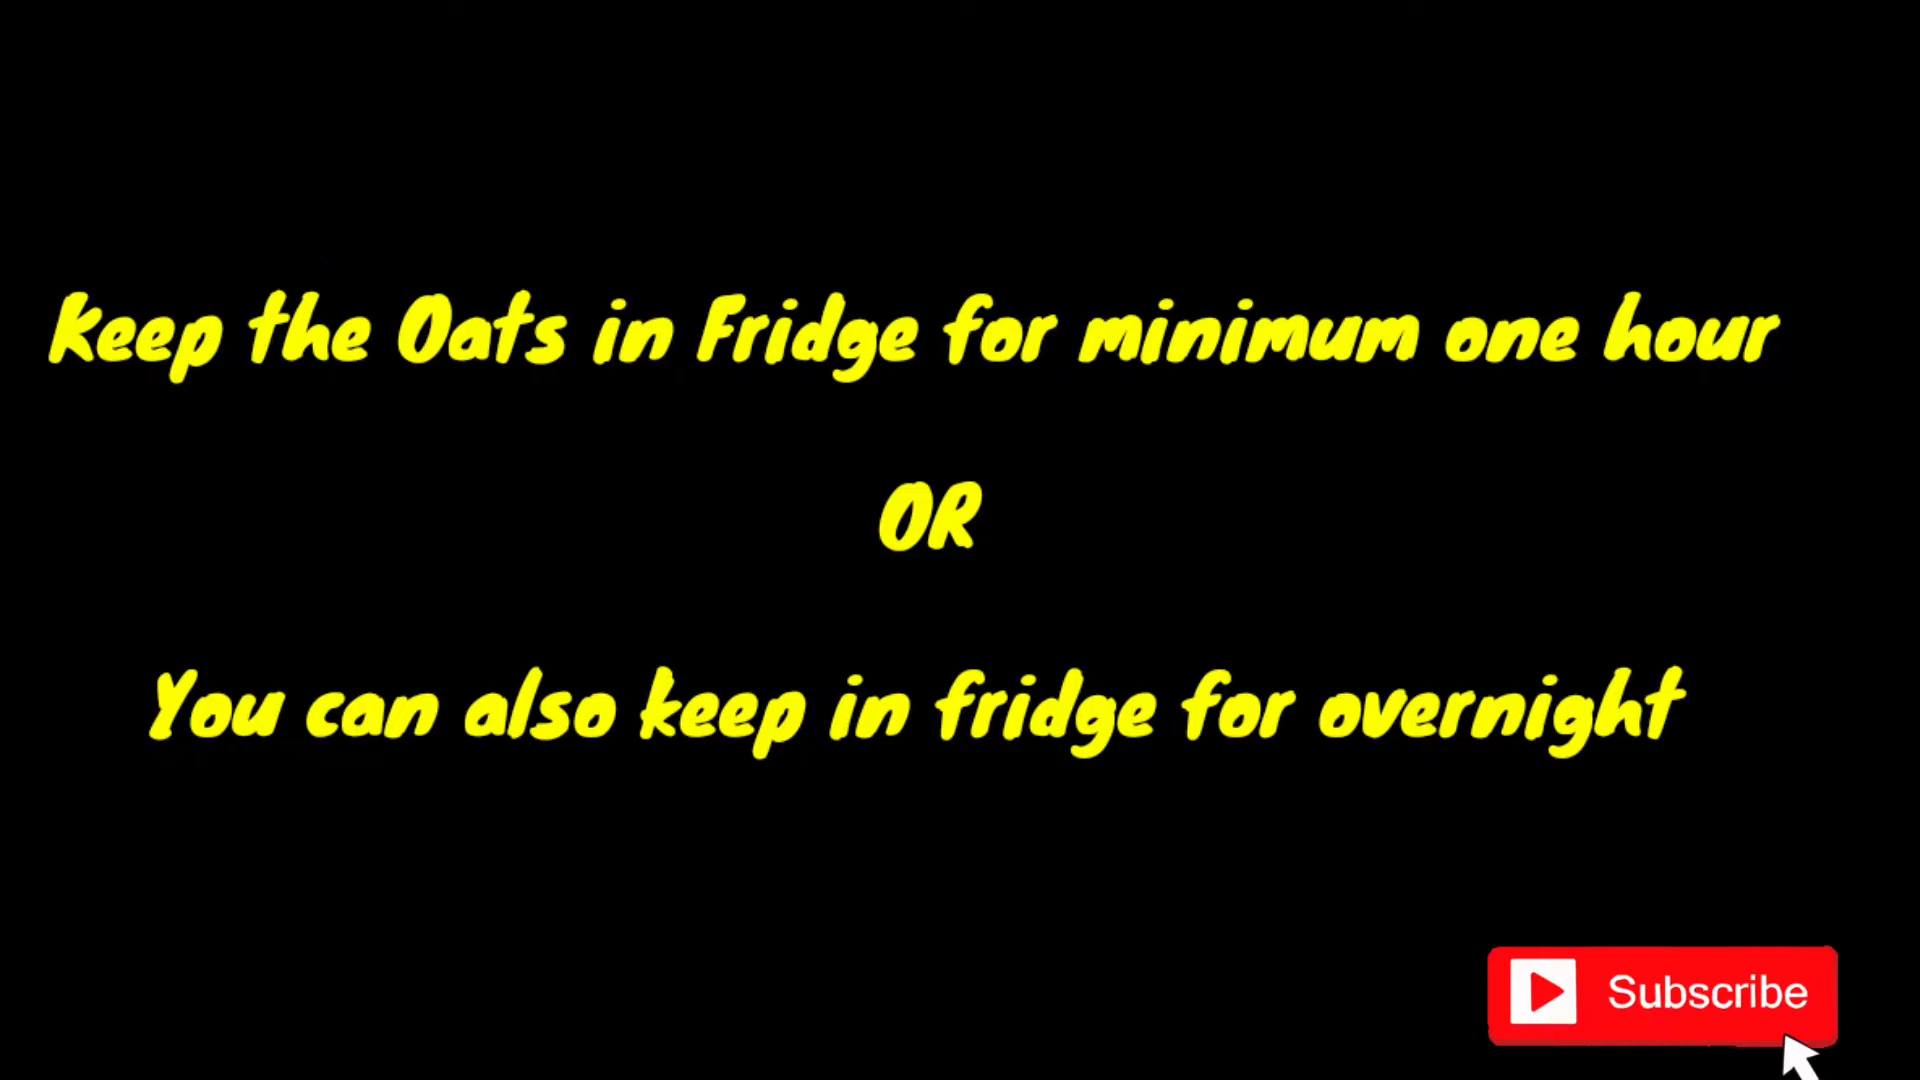 Keep the Oats in Fridge for minimum one hour
OR
You can also keep in fridge for overnight
Subscribe